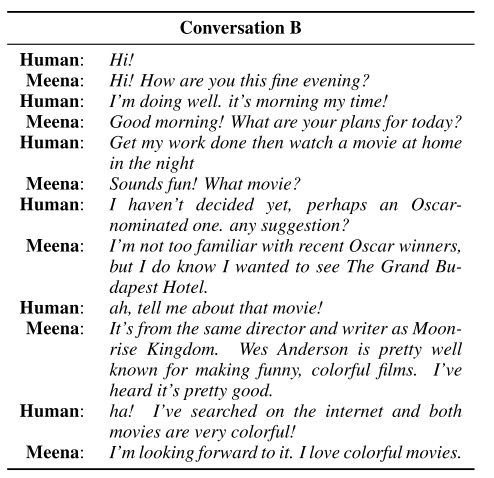 Conversation B
Human: Hi!
Meena: Hi! How are you this fine evening?
Human: I'm doing well. it's morning my time!
Meena: Good morning! What are your plans for today?
Human: Get my work done then watch a movie at home
in the night
Meena: Sounds fun! What movie?
Human: I haven't decided yet, perhaps an Oscar-
nominated one. any suggestion?
Meena: I'm not too familiar with recent Oscar winners,
but I do know I wanted to see The Grand Bu-
dapest Hotel.
Human: ah, tell me about that movie!
Meena: It's from the same director and writer as Moon-
rise Kingdom. Wes Anderson is pretty well
known for making funny, colorful films. I've
heard it's pretty good.
Human: ha! I've searched on the internet and both
movies are very colorful!
Meena: I'm looking forward to it. I love colorful movies.